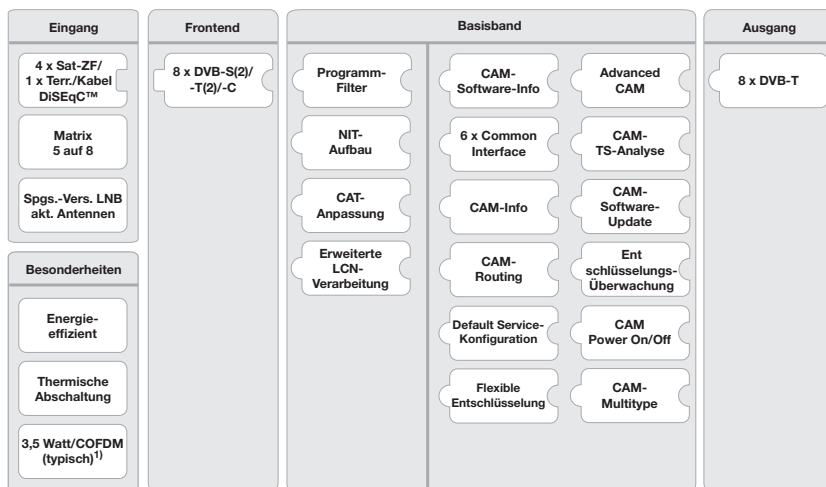 Eingang
4 x Sat-ZF/
1 x Terr./Kabel
DiSEqC™
Matrix
5 auf 8
Spgs.-Vers. LNB
akt. Antennen
Besonderheiten
Energie-
effizient
Thermische
Abschaltung
3,5 Watt/COFDM
(typisch)1)
Frontend
8 x DVB-S(2)/
-T(2)/-C
Basisband
Programm-
Filter
NIT-
Aufbau
CAT-
Anpassung
Erweiterte
LCN-
Verarbeitung
CAM-
Software-Info
6 x Common
Interface
CAM-Info
CAM-
Routing
Default Service-
Konfiguration
Flexible
Entschlüsselung
Advanced
CAM
CAM-
TS-Analyse
CAM-
Software-
Update
Ent
schlüsselungs-
Überwachung
CAM
Power On/Off
CAM-
Multitype
Ausgang
8 x DVB-T